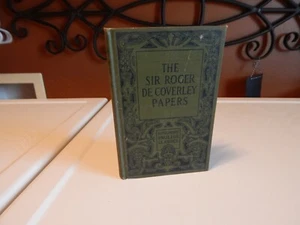 THE
SIR ROGER
DE COVERLEY
PAPERS